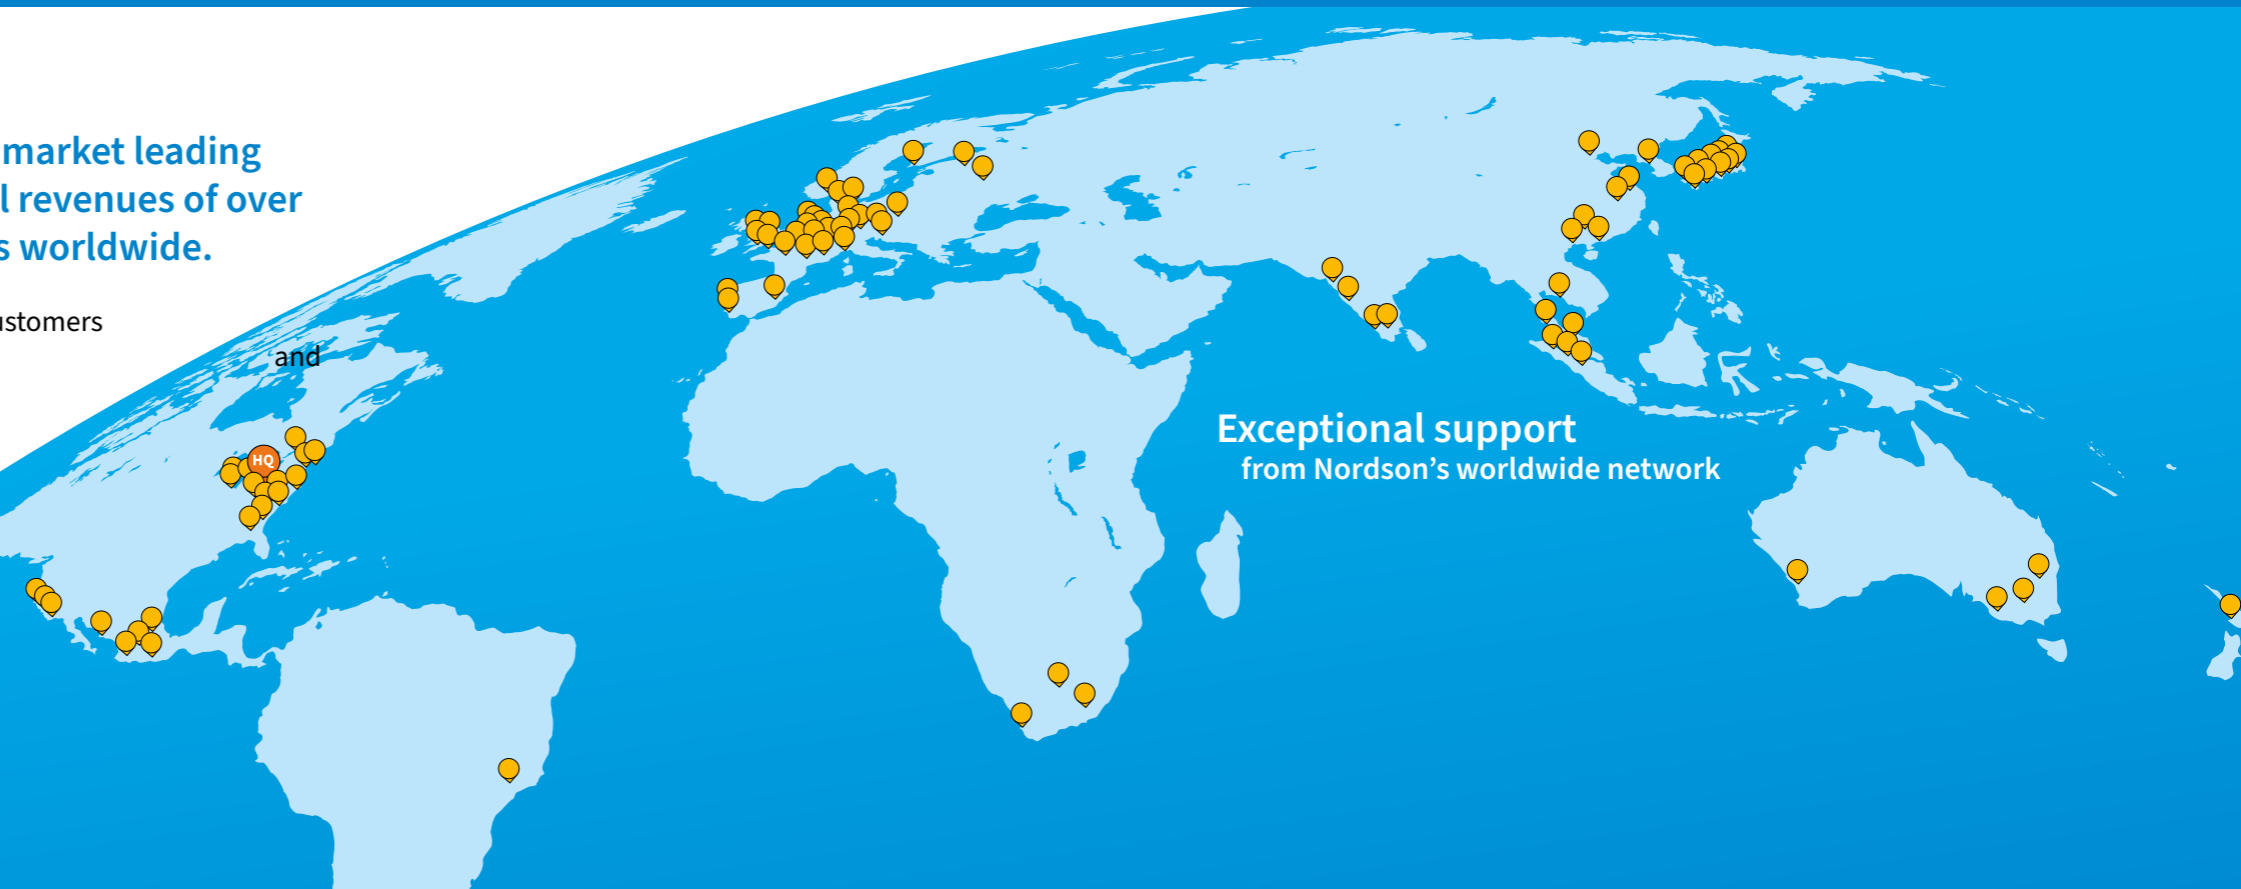 market leading
l revenues of over
s worldwide.
ustomers
and
HQ
Exceptional support
from Nordson’s worldwide network